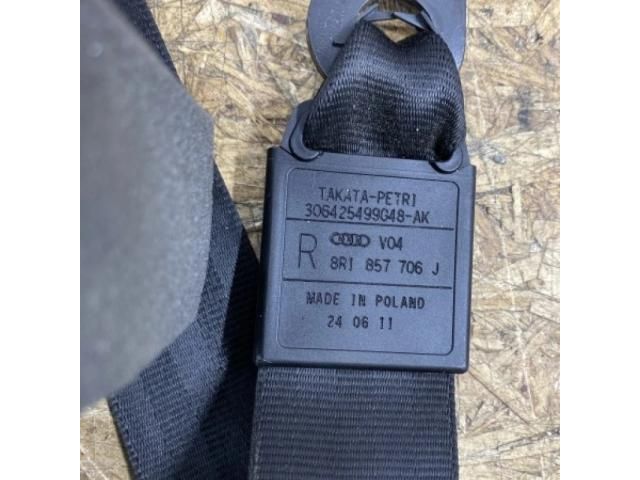 TAKATA-PETRI
306425499G48-AK
R V04
8R1 857 706 J
MADE IN POLAND
24 06 11